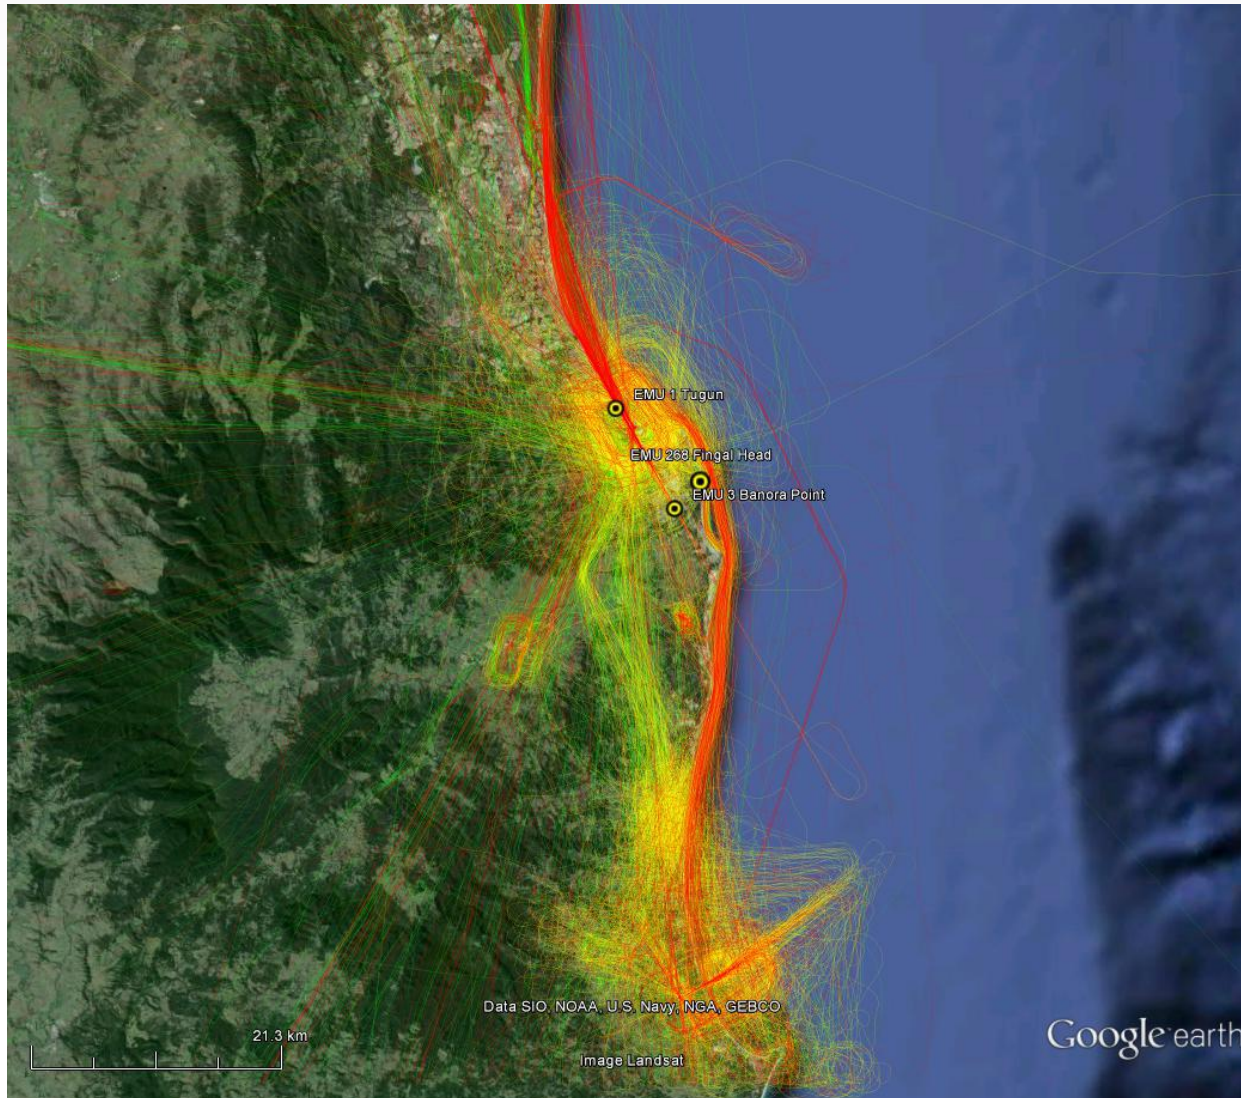 EMU 1 Tugun
EMU 268 Fingal Head
EMU 3 Banora Point
Data SIO, NOAA, U.S. Navy, NGA, GEBCO
21.3 km
Google earth
Image Landsat